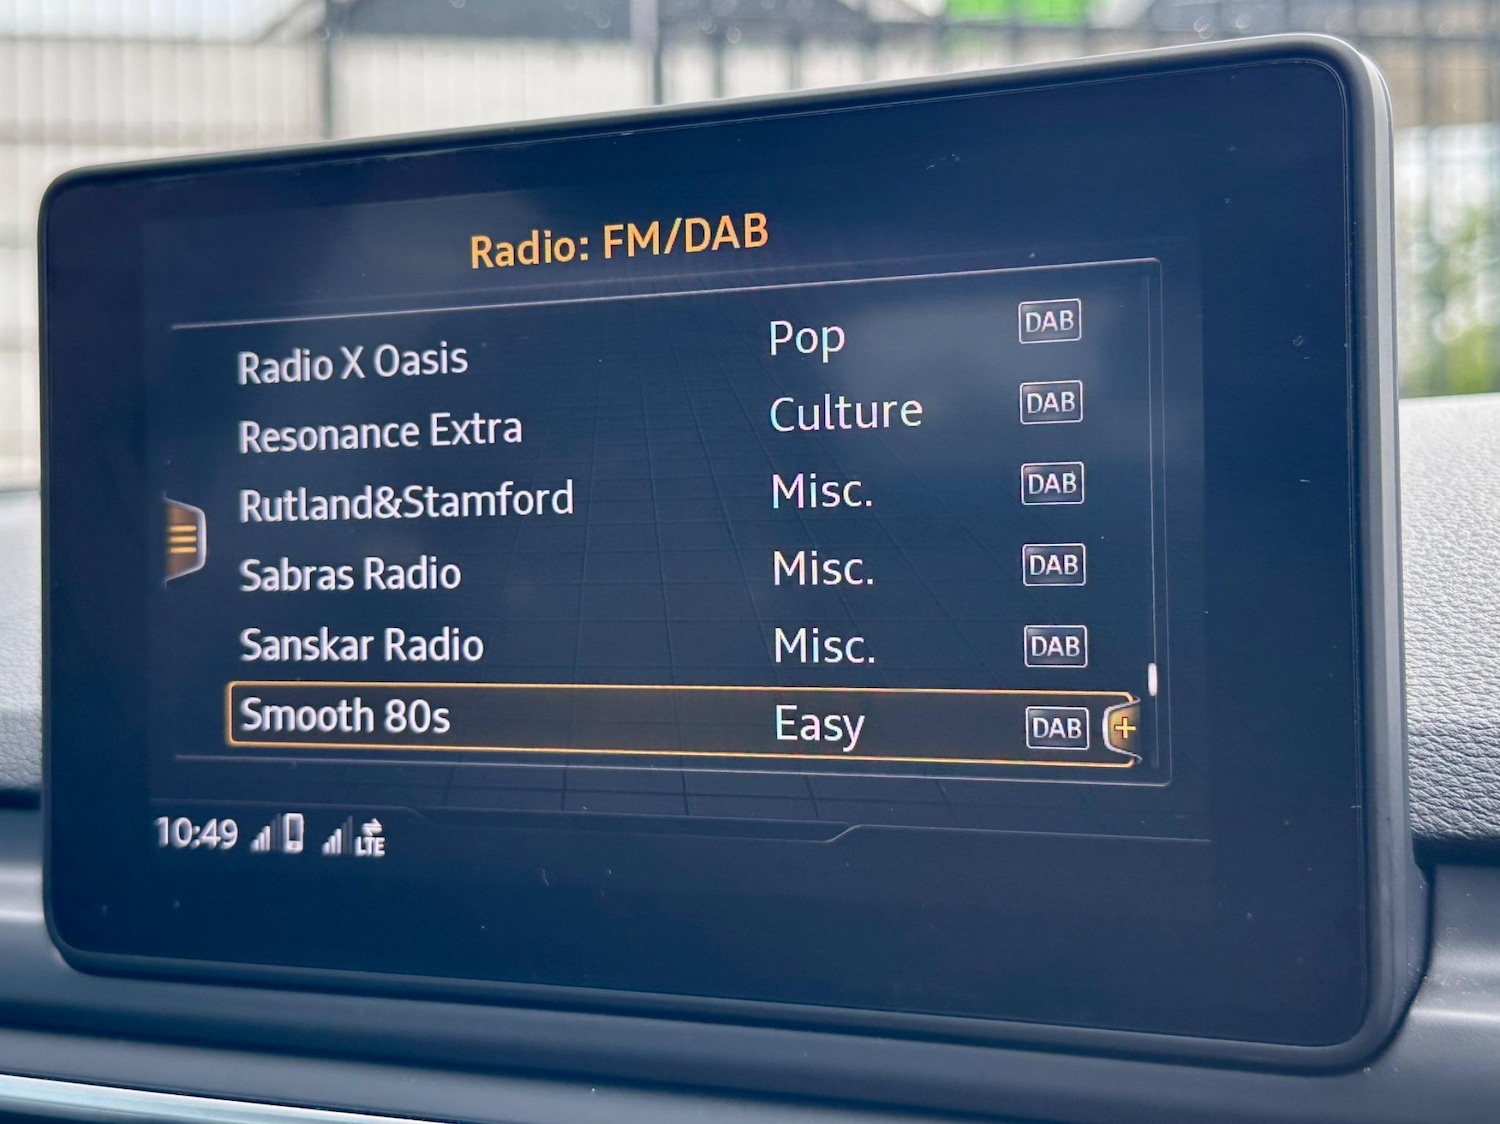 Radio: FM/DAB
Radio X Oasis Pop DAB
Resonance Extra Culture DAB
Rutland&Stamford Misc. DAB
Sabras Radio Misc. DAB
Sanskar Radio Misc. DAB
Smooth 80s Easy DAB +
10:49 LTE